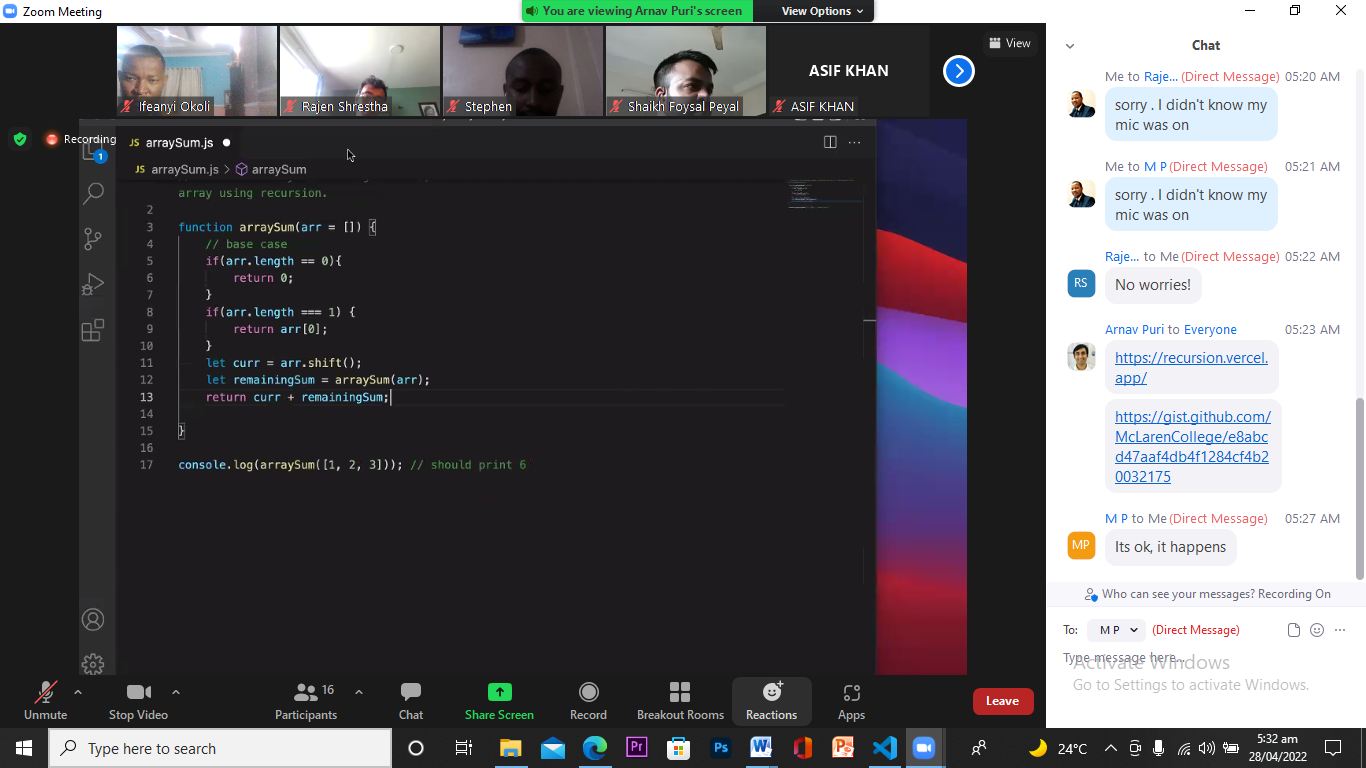 Zoom Meeting
You are viewing Arnav Puri's screen
View Options
Ifeanyi Okoli
Rajen Shrestha
Stephen
Shaikh Foysal Peyal
ASIF KHAN
ASIF KHAN
View
Recording
1
JS arraySum.js
JS arraySum.js > arraySum
array using recursion.
2
3 function arraySum(arr = []) {
4 // base case
5 if(arr.length == 0){
6 return 0;
7 }
8 if(arr.length === 1) {
9 return arr[0];
10 }
11 let curr = arr.shift();
12 let remainingSum = arraySum(arr);
13 return curr + remainingSum;
14
15 }
16
17 console.log(arraySum([1, 2, 3])); // should print 6
Unmute
Stop Video
16
Participants
Chat
Share Screen
Record
Breakout Rooms
Reactions
Apps
Leave
Chat
Me to Raje... (Direct Message) 05:20 AM
sorry . I didn't know my
mic was on
Me to M P (Direct Message) 05:21 AM
sorry . I didn't know my
mic was on
Raje... to Me (Direct Message) 05:22 AM
RS
No worries!
Arnav Puri to Everyone 05:23 AM
https://recursion.vercel.
app/
https://gist.github.com/
McLarenCollege/e8abc
d47aaf4db4f1284cf4b2
0032175
M P to Me (Direct Message) 05:27 AM
MP
Its ok, it happens
Who can see your messages? Recording On
To: M P (Direct Message)
Type message here...
Activate Windows
Go to Settings to activate Windows.
Type here to search
Pr
Ps
W
P
24°C
5:32 am
28/04/2022